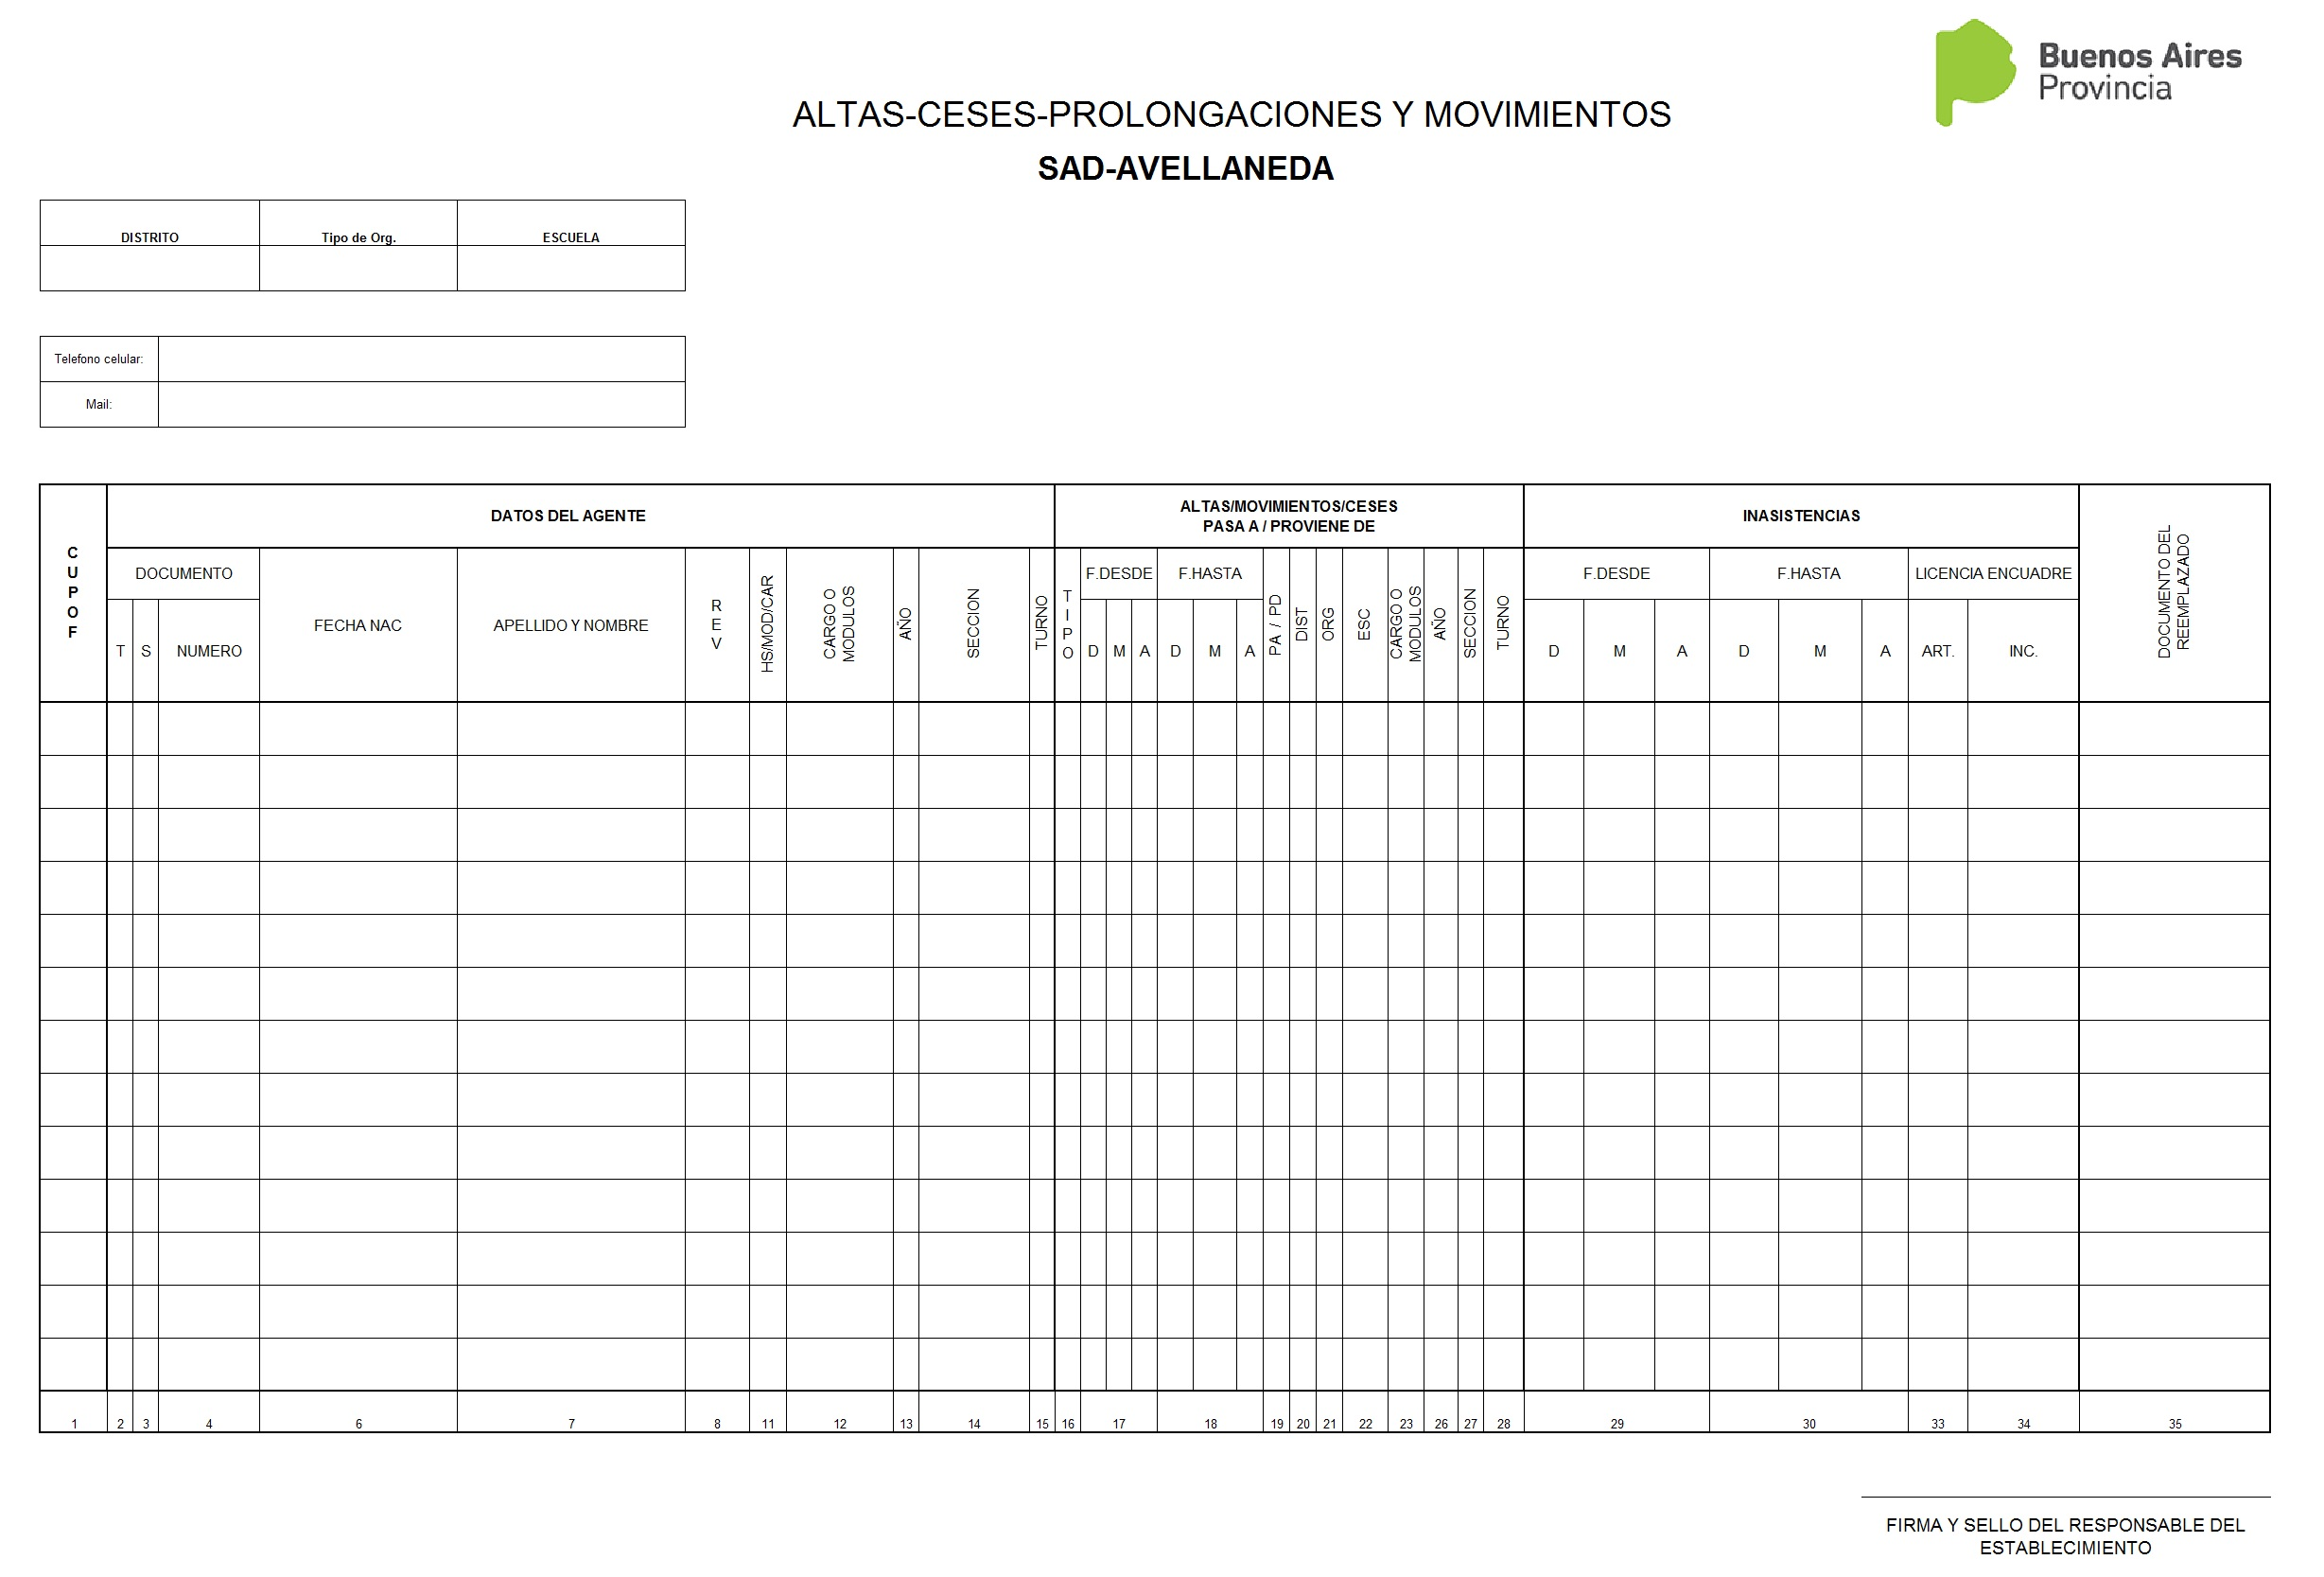 Buenos Aires
Provincia
ALTAS-CESES-PROLONGACIONES Y MOVIMIENTOS
SAD-AVELLANEDA
DISTRITO Tipo de Org. ESCUELA
Telefono celular:
Mail:
CUPOF
DATOS DEL AGENTE
ALTAS/MOVIMIENTOS/CESES
PASA A / PROVIENE DE
INASISTENCIAS
DOCUMENTO DEL
REEMPLAZADO
DOCUMENTO
T S NUMERO
FECHA NAC
APELLIDO Y NOMBRE
REV
HS/MOD/CAR
CARGO O
MODULOS
AÑO
SECCION
TURNO
TIPO
F.DESDE
D M A
F.HASTA
D M A
PA / PD
DIST
ORG
ESC
CARGO O
MODULOS
AÑO
SECCION
TURNO
F.DESDE
D M A
F.HASTA
D M A
LICENCIA ENCUADRE
ART. INC.
1 2 3 4 6 7 8 11 12 13 14 15 16 17 18 19 20 21 22 23 26 27 28 29 30 33 34 35
FIRMA Y SELLO DEL RESPONSABLE DEL
ESTABLECIMIENTO